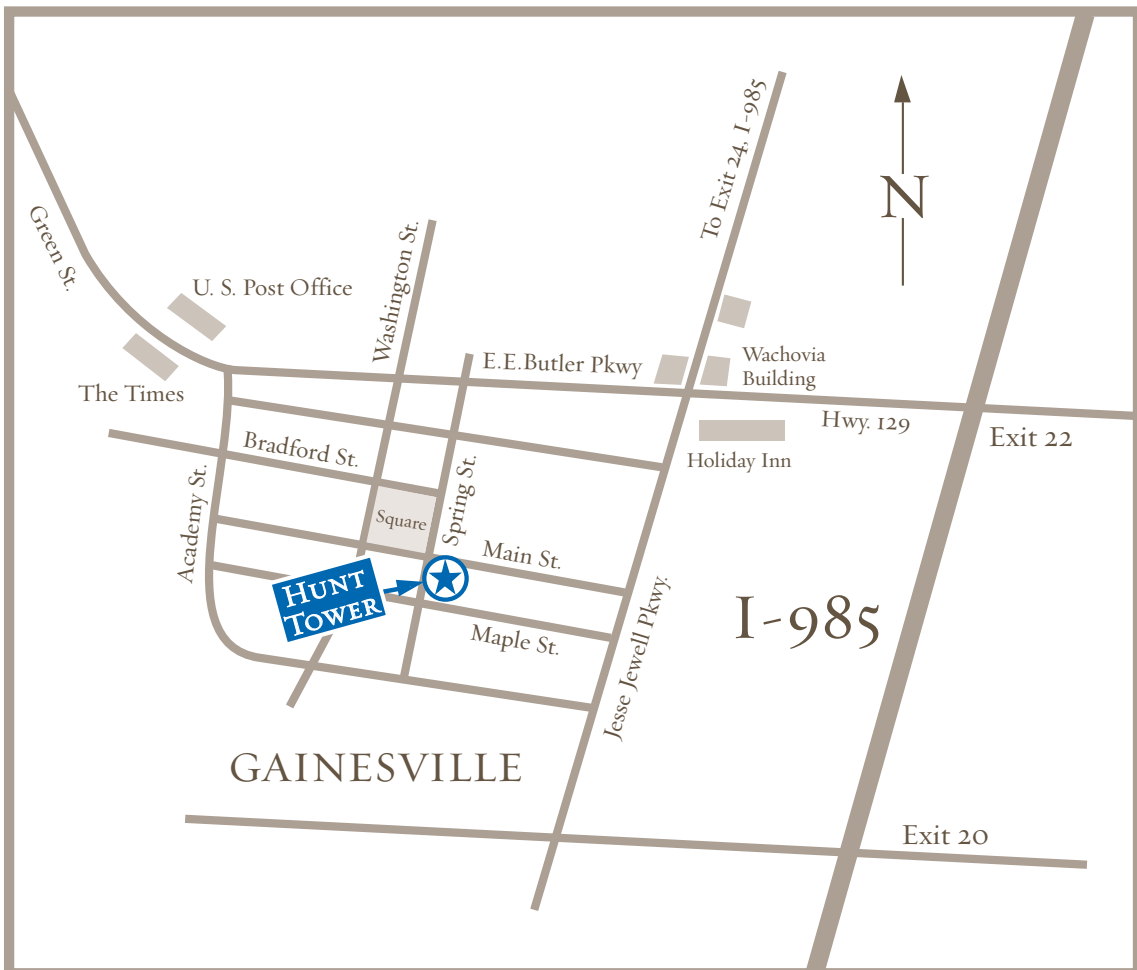 To Exit 24, I-985
N
Green St.
U. S. Post Office
Washington St.
E.E.Butler Pkwy
Wachovia
Building
The Times
Hwy. 129
Exit 22
Bradford St.
Holiday Inn
Academy St.
Square
Spring St.
Main St.
HUNT
TOWER
I-985
Maple St.
Jesse Jewell Pkwy.
GAINESVILLE
Exit 20